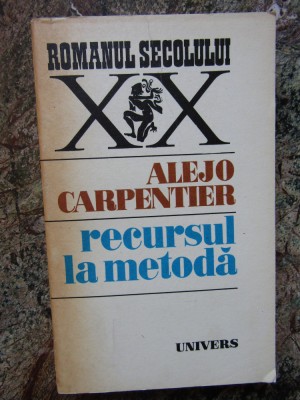 ROMANUL SECOLULUI
XX
ALEJO
CARPENTIER
recursul
la metodă
UNIVERS